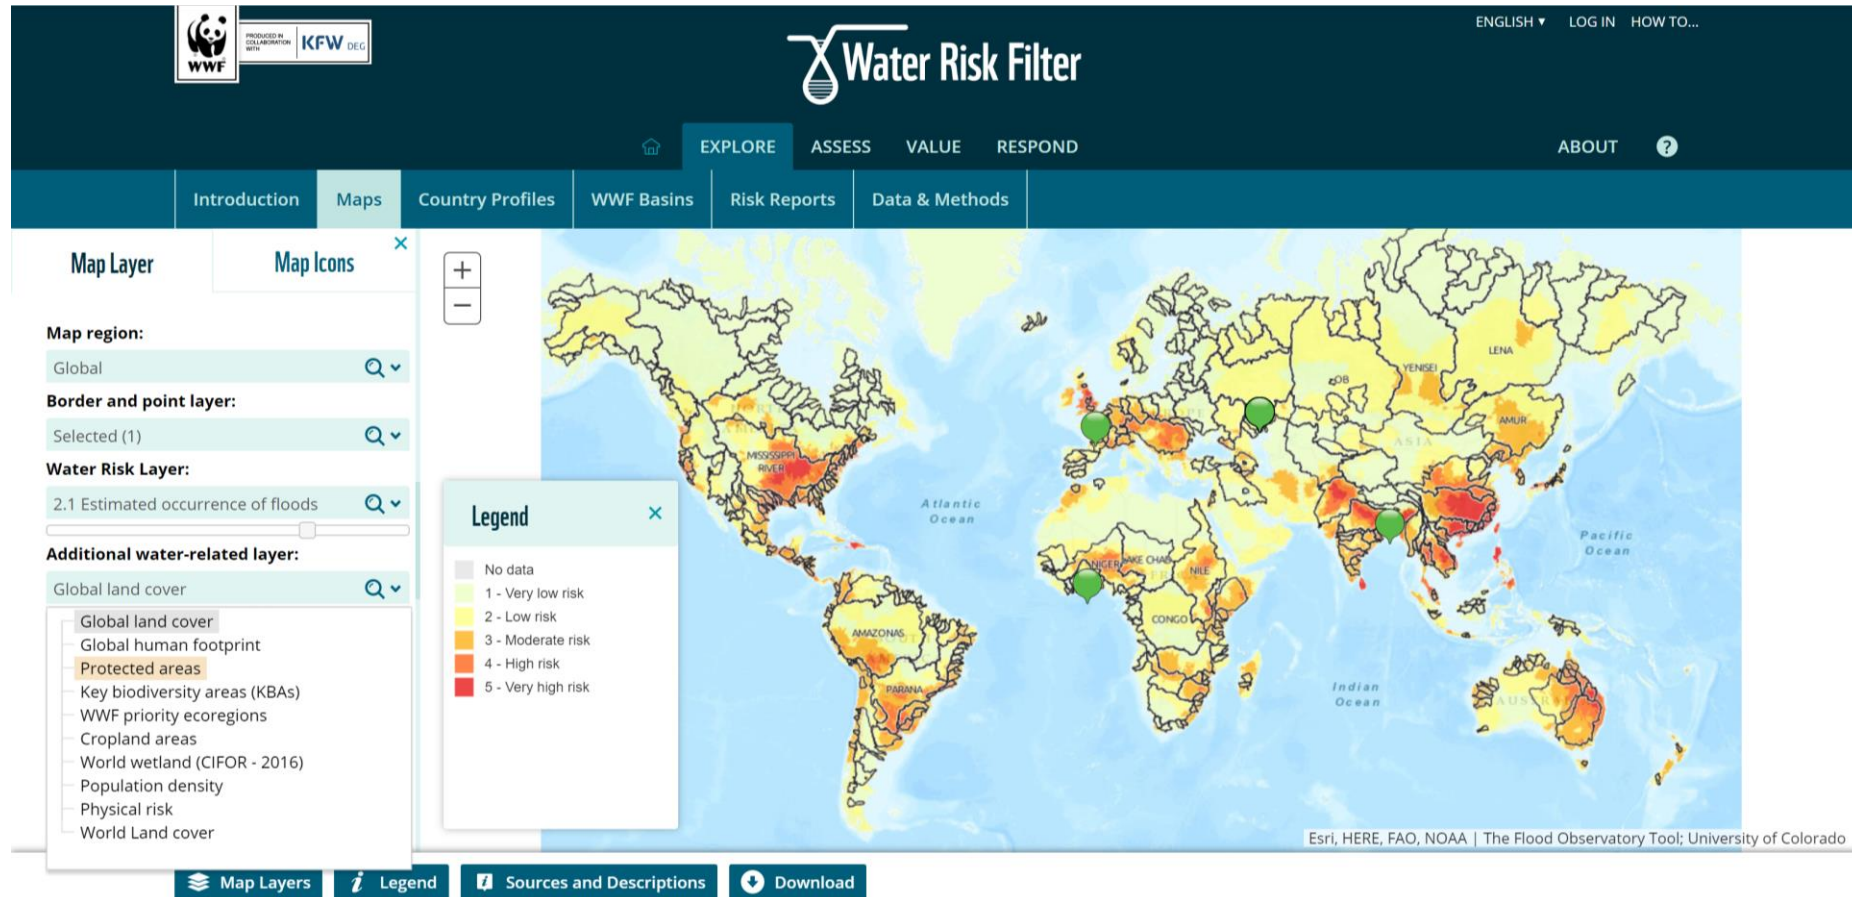 WWF
PRODUCED IN COLLABORATION WITH
KFW DEG
Water Risk Filter
ENGLISH ▾ LOG IN HOW TO...
EXPLORE ASSESS VALUE RESPOND
ABOUT ?
Introduction Maps Country Profiles WWF Basins Risk Reports Data & Methods
Map Layer Map Icons ×
Map region:
Global
Border and point layer:
Selected (1)
Water Risk Layer:
2.1 Estimated occurrence of floods
Additional water-related layer:
Global land cover
Global land cover
Global human footprint
Protected areas
Key biodiversity areas (KBAs)
WWF priority ecoregions
Cropland areas
World wetland (CIFOR - 2016)
Population density
Physical risk
World Land cover
+
−
Legend ×
No data
1 - Very low risk
2 - Low risk
3 - Moderate risk
4 - High risk
5 - Very high risk
LENA
YENISEI
OB
AMUR
ASIA
MISSISSIPPI
RIVER
Atlantic
Ocean
Pacific
Ocean
NIGER
LAKE CHAD
NILE
CONGO
AMAZONAS
PARANA
Indian
Ocean
Esri, HERE, FAO, NOAA | The Flood Observatory Tool; University of Colorado
Map Layers Legend Sources and Descriptions Download